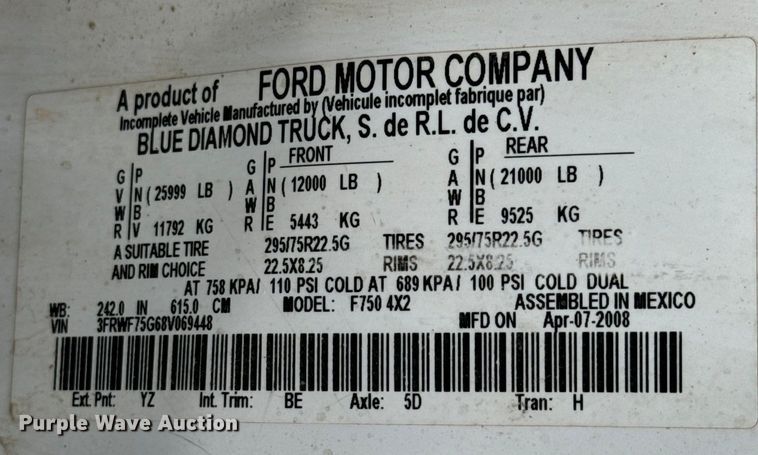 A product of FORD MOTOR COMPANY
Incomplete Vehicle Manufactured by (Vehicule incomplet fabrique par)
BLUE DIAMOND TRUCK, S. de R.L. de C.V.
G P G P FRONT G P REAR
V N ( 25999 LB ) A N ( 12000 LB ) A N ( 21000 LB )
W B W B W B
R V 11792 KG R E 5443 KG R E 9525 KG
A SUITABLE TIRE 295/75R22.5G TIRES 295/75R22.5G TIRES
AND RIM CHOICE 22.5X8.25 RIMS 22.5X8.25 RIMS
AT 758 KPA/ 110 PSI COLD AT 689 KPA/ 100 PSI COLD DUAL
WB: 242.0 IN 615.0 CM MODEL: F750 4X2 ASSEMBLED IN MEXICO
VIN 3FRWF75G68V069448 MFD ON Apr-07-2008
Ext. Pnt: YZ Int. Trim: BE Axle: 5D Tran: H
Purple Wave Auction